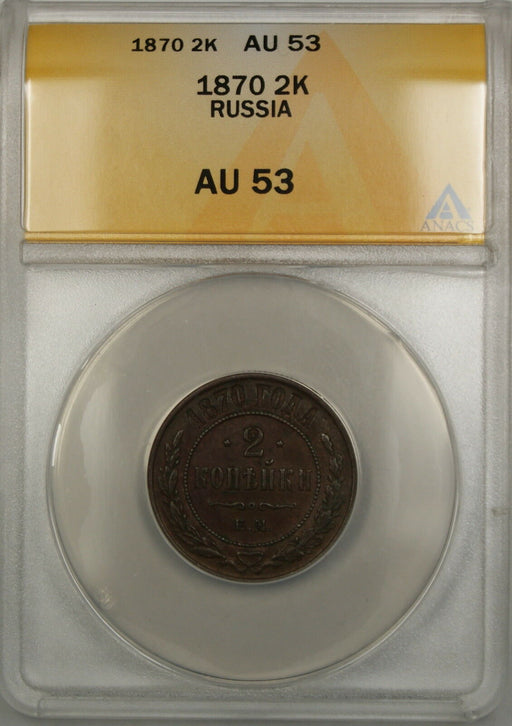 1870 2K AU 53
1870 2K
RUSSIA
AU 53
ANACS
1870 ГОДА
2
КОПѢЙКИ
Е.М.